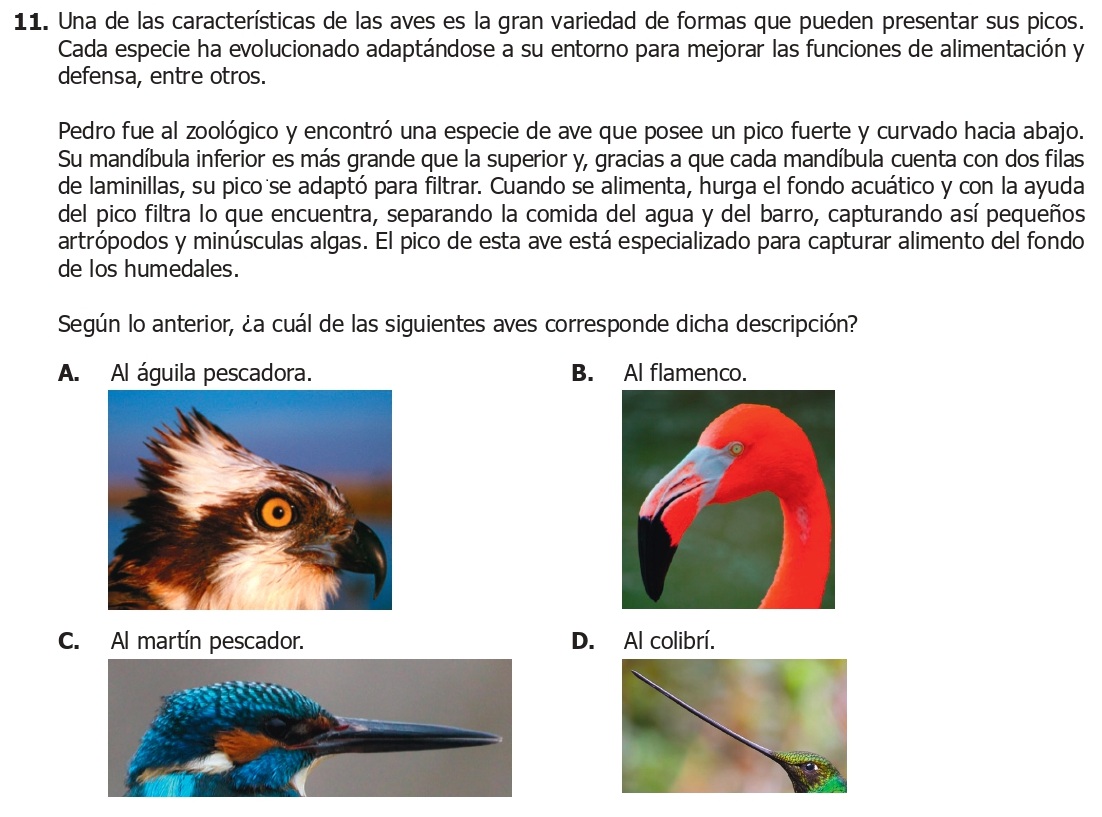 11. Una de las características de las aves es la gran variedad de formas que pueden presentar sus picos.
Cada especie ha evolucionado adaptándose a su entorno para mejorar las funciones de alimentación y
defensa, entre otros.
Pedro fue al zoológico y encontró una especie de ave que posee un pico fuerte y curvado hacia abajo.
Su mandíbula inferior es más grande que la superior y, gracias a que cada mandíbula cuenta con dos filas
de laminillas, su pico se adaptó para filtrar. Cuando se alimenta, hurga el fondo acuático y con la ayuda
del pico filtra lo que encuentra, separando la comida del agua y del barro, capturando así pequeños
artrópodos y minúsculas algas. El pico de esta ave está especializado para capturar alimento del fondo
de los humedales.
Según lo anterior, ¿a cuál de las siguientes aves corresponde dicha descripción?
A. Al águila pescadora.
B. Al flamenco.
C. Al martín pescador.
D. Al colibrí.